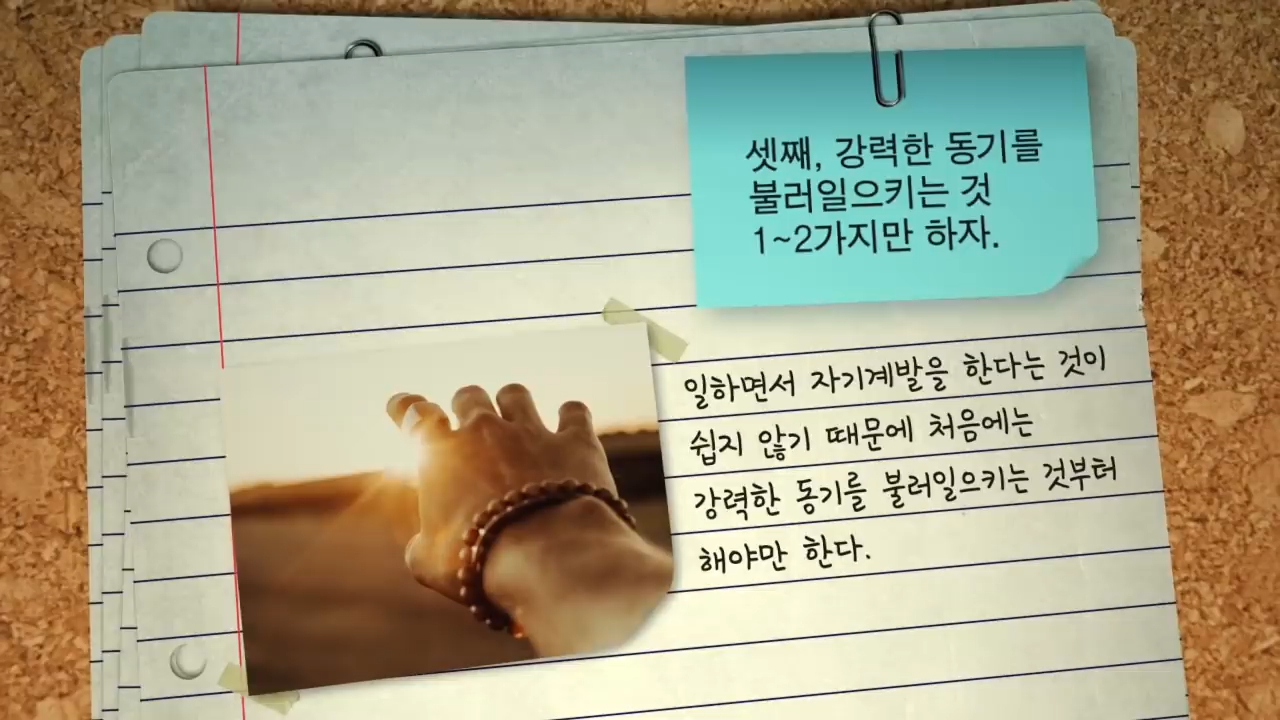 셋째, 강력한 동기를
불러일으키는 것
1~2가지만 하자.
일하면서 자기계발을 한다는 것이
쉽지 않기 때문에 처음에는
강력한 동기를 불러일으키는 것부터
해야만 한다.